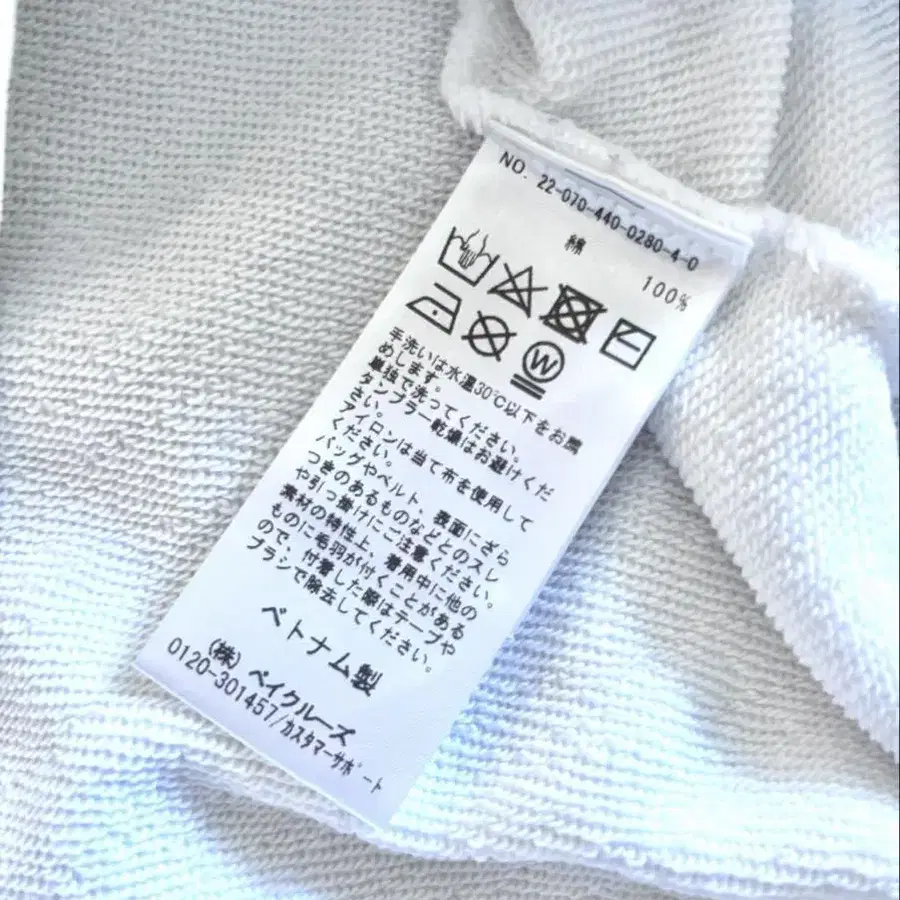 NO. 22-070-440-0280-4-0
綿 100%
W
手洗いは水温30℃以下をお薦
めします。
単独で洗ってください。
タンブラー乾燥はお避けくだ
さい。
アイロンは当て布を使用して
ください。
バッグやベルト、表面にざら
つきのあるものなどとのスレ
や引っ掛けにご注意ください。
素材の特性上、着用中に他の
ものに毛羽が付くことがある
ので、付着した際はテープや
ブラシで除去してください。
ベトナム製
(株) ベイクルーズ
0120-301457/カスタマーサポート